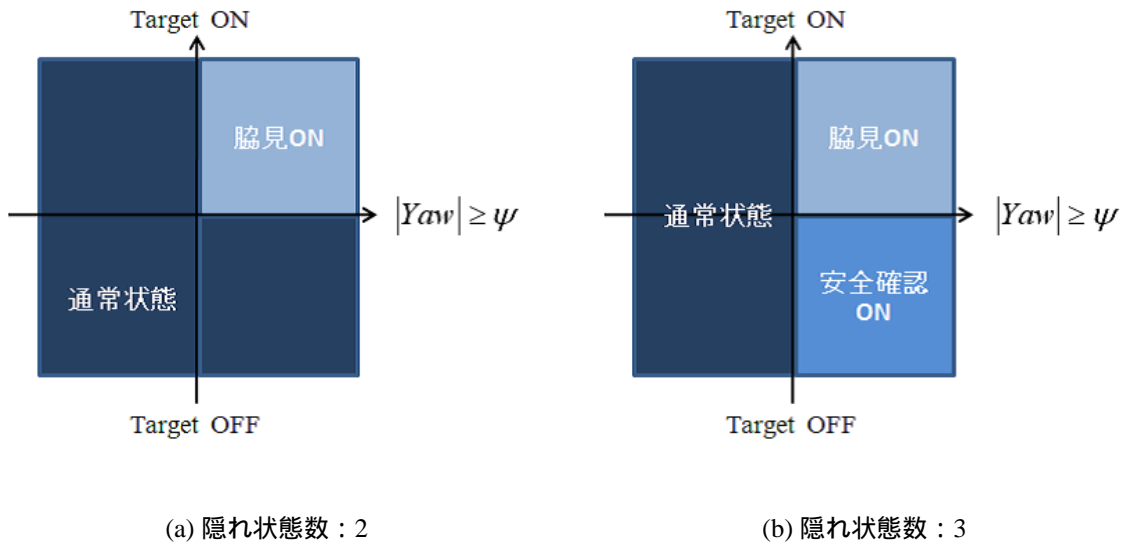 Target ON
脇見ON
|Yaw| ≥ ψ
通常状態
Target OFF
(a) 隠れ状態数：2
Target ON
脇見ON
通常状態
|Yaw| ≥ ψ
安全確認
ON
Target OFF
(b) 隠れ状態数：3